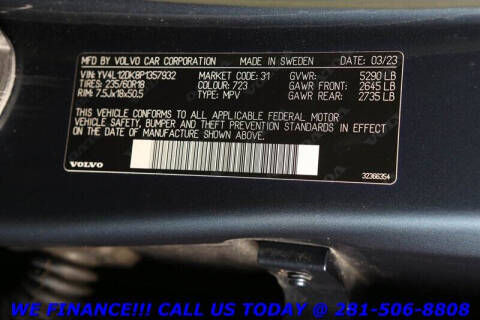 MFD BY VOLVO CAR CORPORATION MADE IN SWEDEN DATE: 03/23
VIN: YV4L12DK8P1357932 MARKET CODE: 31 GVWR: 5290 LB
TIRES: 235/60R18 COLOUR: 723 GAWR FRONT: 2645 LB
RIM: 7.5Jx18x50.5 TYPE: MPV GAWR REAR: 2735 LB
THIS VEHICLE CONFORMS TO ALL APPLICABLE FEDERAL MOTOR
VEHICLE SAFETY, BUMPER AND THEFT PREVENTION STANDARDS IN EFFECT
ON THE DATE OF MANUFACTURE SHOWN ABOVE.
VOLVO
32366354
WE FINANCE!!! CALL US TODAY @ 281-506-8808